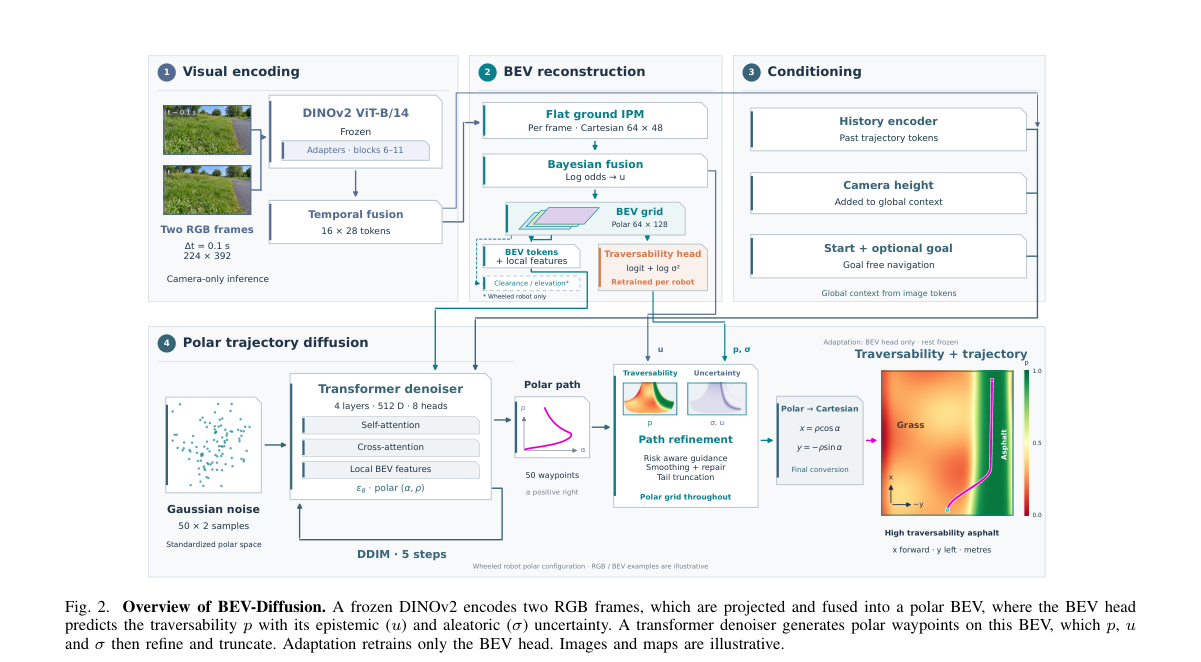 1 Visual encoding
t − 0.1 s
t
Two RGB frames
Δt = 0.1 s
224 × 392
Camera-only inference
DINOv2 ViT-B/14
Frozen
Adapters · blocks 6–11
Temporal fusion
16 × 28 tokens
2 BEV reconstruction
Flat ground IPM
Per frame · Cartesian 64 × 48
Bayesian fusion
Log odds → u
BEV grid
Polar 64 × 128
BEV tokens
+ local features
Clearance / elevation*
* Wheeled robot only
Traversability head
logit + log σ²
Retrained per robot
3 Conditioning
History encoder
Past trajectory tokens
Camera height
Added to global context
Start + optional goal
Goal free navigation
Global context from image tokens
4 Polar trajectory diffusion
Gaussian noise
50 × 2 samples
Standardized polar space
Transformer denoiser
4 layers · 512 D · 8 heads
Self-attention
Cross-attention
Local BEV features
εθ · polar (α, ρ)
DDIM · 5 steps
Polar path
ρ
α
50 waypoints
α positive right
u
p, σ
Traversability
Uncertainty
p
σ, u
Path refinement
Risk aware guidance
Smoothing + repair
Tail truncation
Polar grid throughout
Polar → Cartesian
x = ρcos α
y = −ρsin α
Final conversion
Adaptation: BEV head only · rest frozen
Traversability + trajectory
p
1.0
0.5
0.0
Grass
Asphalt
x
−y
High traversability asphalt
x forward · y left · metres
Wheeled robot polar configuration · RGB / BEV examples are illustrative
Fig. 2. Overview of BEV-Diffusion. A frozen DINOv2 encodes two RGB frames, which are projected and fused into a polar BEV, where the BEV head
predicts the traversability p with its epistemic (u) and aleatoric (σ) uncertainty. A transformer denoiser generates polar waypoints on this BEV, which p, u
and σ then refine and truncate. Adaptation retrains only the BEV head. Images and maps are illustrative.